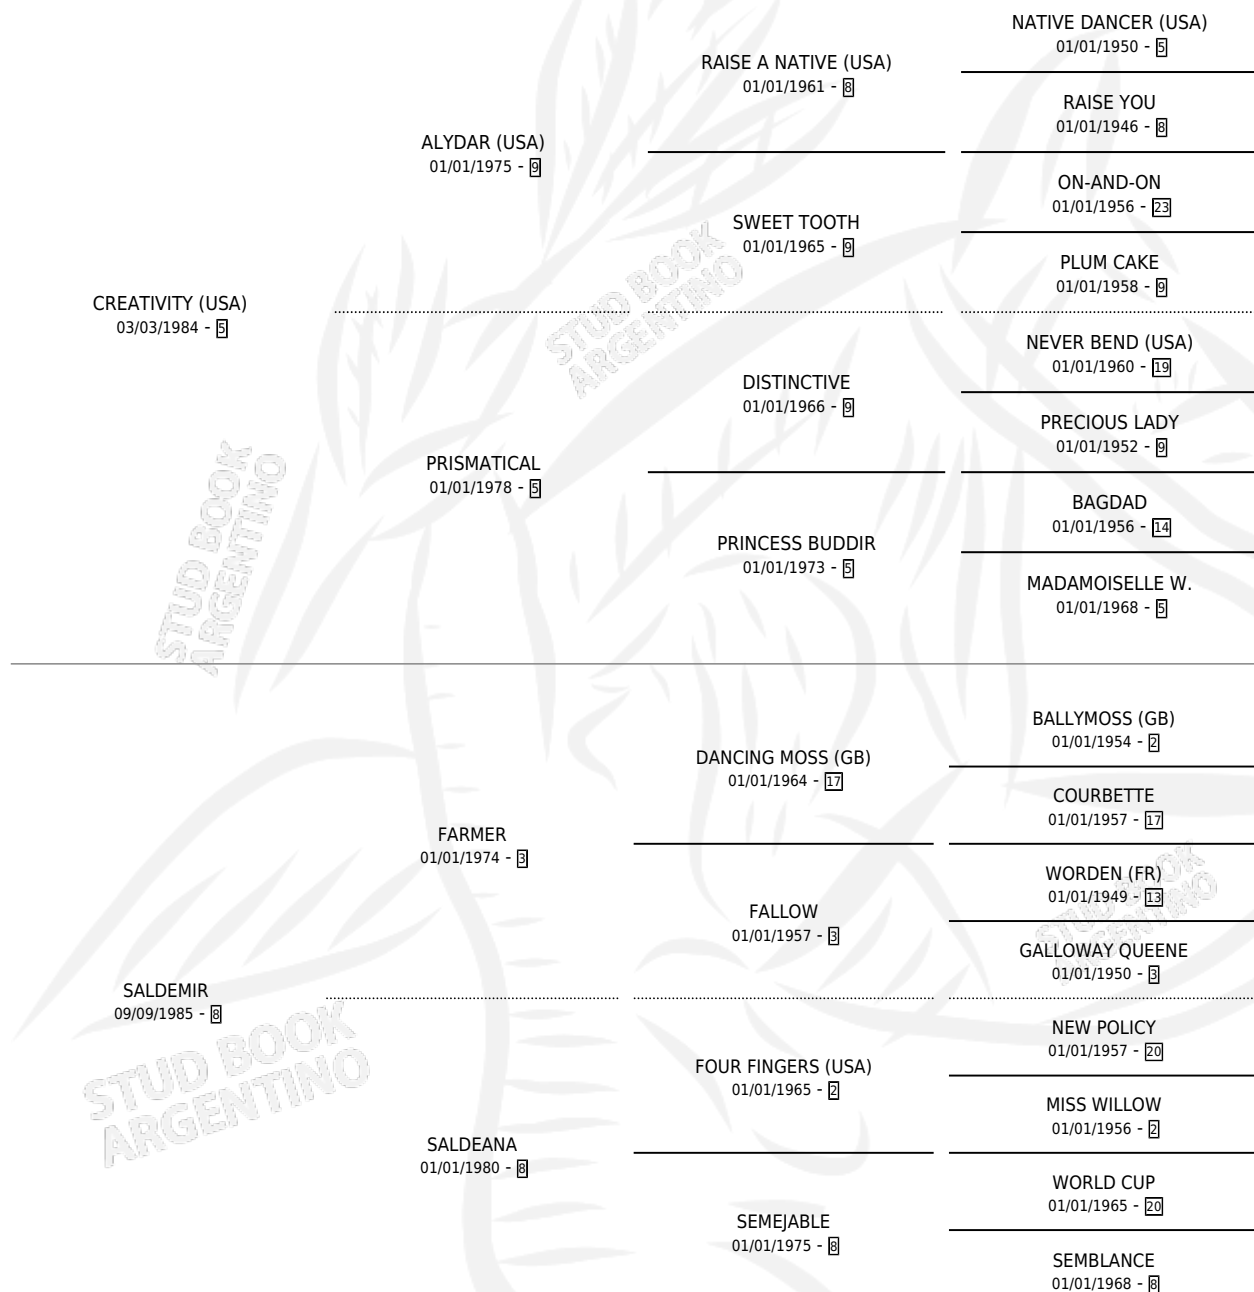 NATIVE DANCER (USA)
01/01/1950 - 5
RAISE A NATIVE (USA)
01/01/1961 - 8
RAISE YOU
01/01/1946 - 8
ALYDAR (USA)
01/01/1975 - 9
ON-AND-ON
01/01/1956 - 23
SWEET TOOTH
01/01/1965 - 9
PLUM CAKE
01/01/1958 - 9
CREATIVITY (USA)
03/03/1984 - 5
NEVER BEND (USA)
01/01/1960 - 19
DISTINCTIVE
01/01/1966 - 9
PRECIOUS LADY
01/01/1952 - 9
PRISMATICAL
01/01/1978 - 5
BAGDAD
01/01/1956 - 14
PRINCESS BUDDIR
01/01/1973 - 5
MADAMOISELLE W.
01/01/1968 - 5
BALLYMOSS (GB)
01/01/1954 - 2
DANCING MOSS (GB)
01/01/1964 - 17
COURBETTE
01/01/1957 - 17
FARMER
01/01/1974 - 3
WORDEN (FR)
01/01/1949 - 13
FALLOW
01/01/1957 - 3
GALLOWAY QUEENE
01/01/1950 - 3
SALDEMIR
09/09/1985 - 8
NEW POLICY
01/01/1957 - 20
FOUR FINGERS (USA)
01/01/1965 - 2
MISS WILLOW
01/01/1956 - 2
SALDEANA
01/01/1980 - 8
WORLD CUP
01/01/1965 - 20
SEMEJABLE
01/01/1975 - 8
SEMBLANCE
01/01/1968 - 8
STUD BOOK
ARGENTINO
STUD BOOK
ARGENTINO
STUD BOOK
ARGENTINO
STUD BOOK
ARGENTINO